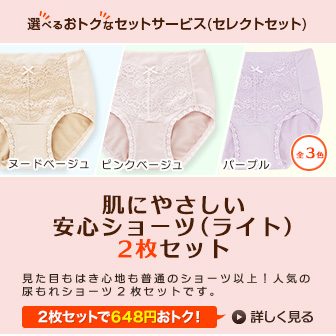 選べるおトクなセットサービス(セレクトセット)
ヌードベージュ
ピンクベージュ
パープル
全3色
肌にやさしい
安心ショーツ(ライト)
2枚セット
見た目もはき心地も普通のショーツ以上！人気の
尿もれショーツ2枚セットです。
2枚セットで648円おトク！
詳しく見る